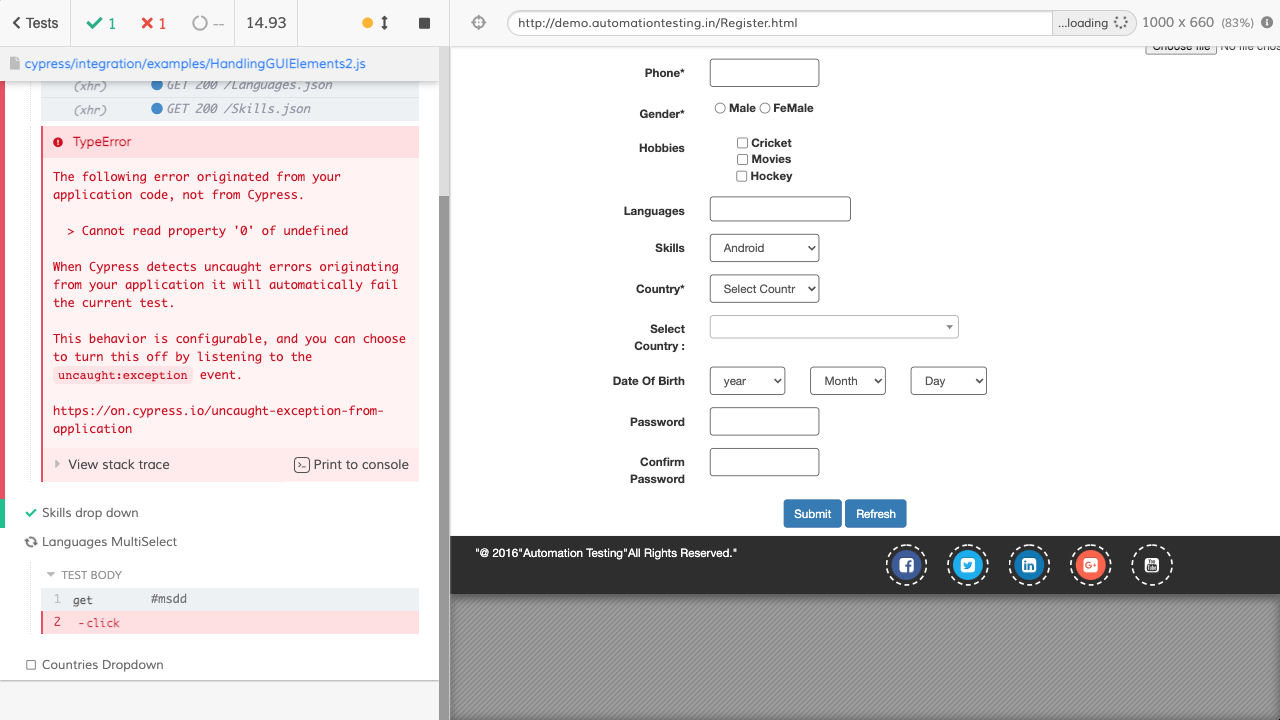 Tests
1
1
--
14.93
http://demo.automationtesting.in/Register.html
...loading
1000 x 660 (83%)
cypress/integration/examples/HandlingGUIElements2.js
(xhr) GET 200 /Languages.json
(xhr) GET 200 /Skills.json
TypeError
The following error originated from your
application code, not from Cypress.
> Cannot read property '0' of undefined
When Cypress detects uncaught errors originating
from your application it will automatically fail
the current test.
This behavior is configurable, and you can choose
to turn this off by listening to the
uncaught:exception event.
https://on.cypress.io/uncaught-exception-from-
application
View stack trace
Print to console
Skills drop down
Languages MultiSelect
TEST BODY
1 get #msdd
2 -click
Countries Dropdown
Choose file No file chos
Phone*
Gender*
Male FeMale
Hobbies
Cricket
Movies
Hockey
Languages
Skills
Android
Country*
Select Countr
Select
Country :
Date Of Birth
year
Month
Day
Password
Confirm
Password
Submit
Refresh
"@ 2016"Automation Testing"All Rights Reserved."
You
Tube